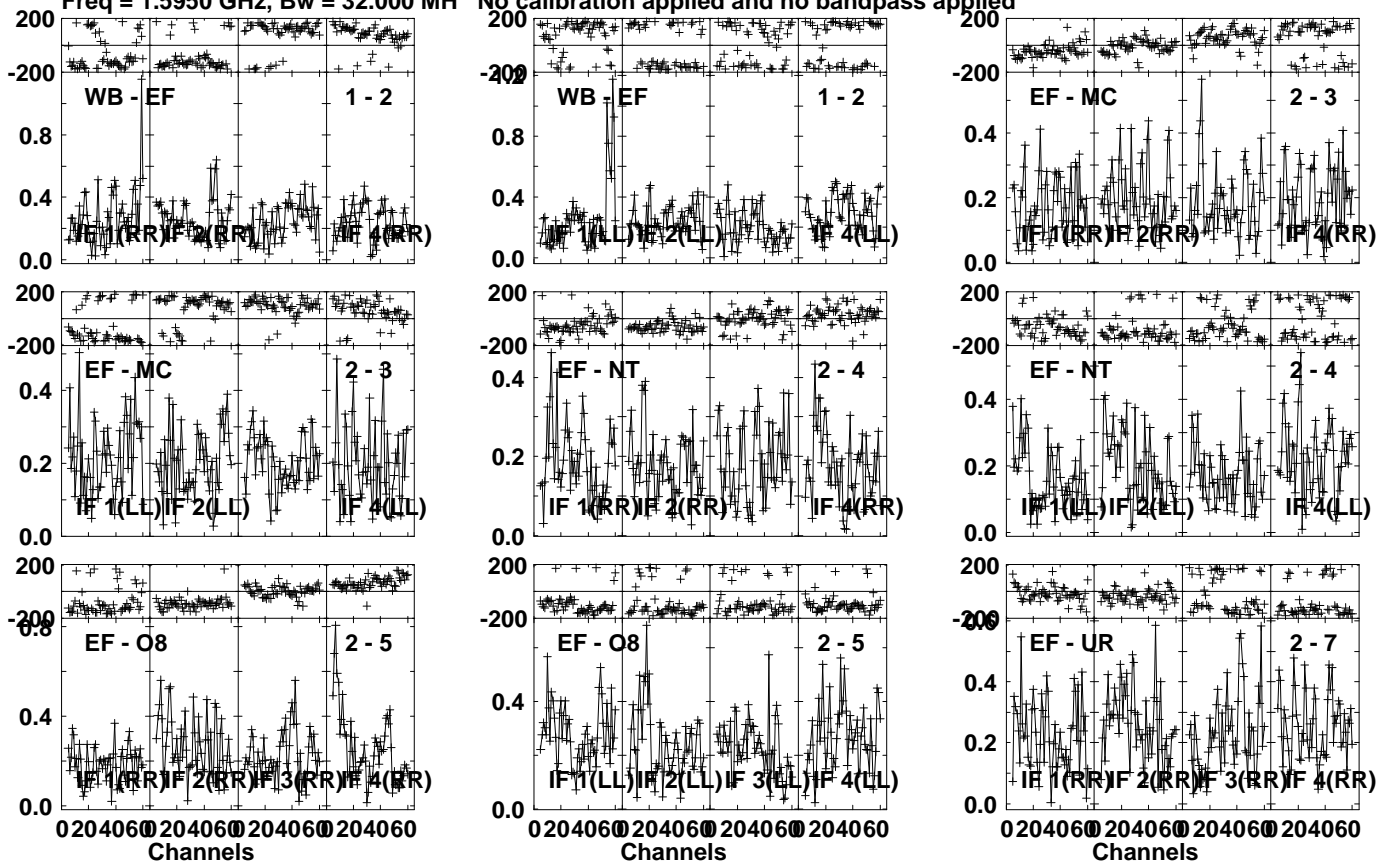 Freq = 1.5950 GHz, Bw = 32.000 MH No calibration applied and no bandpass applied
200 200 200
-200 -200 -200
1.2
WB - EF 1 - 2 WB - EF 1 - 2 EF - MC 2 - 3
0.8 0.8 0.4
0.4 0.4 0.2
IF 1(RR) IF 2(RR) IF 4(RR) IF 1(LL) IF 2(LL) IF 4(LL) IF 1(RR) IF 2(RR) IF 4(RR)
0.0 0.0 0.0
200 200 200
-200 -200 -200
EF - MC 2 - 3 EF - NT 2 - 4 EF - NT 2 - 4
0.4 0.4 0.4
0.2 0.2 0.2
IF 1(LL) IF 2(LL) IF 4(LL) IF 1(RR) IF 2(RR) IF 4(RR) IF 1(LL) IF 2(LL) IF 4(LL)
0.0 0.0 0.0
200 200 200
-200 -200 -200
0.8 0.6
EF - O8 2 - 5 EF - O8 2 - 5 EF - UR 2 - 7
0.4 0.4 0.4
0.2
IF 1(RR) IF 2(RR) IF 3(RR) IF 4(RR) IF 1(LL) IF 2(LL) IF 3(LL) IF 4(LL) IF 1(RR) IF 2(RR) IF 3(RR) IF 4(RR)
0.0 0.0 0.0
0 20 40 60 0 20 40 60 0 20 40 60 0 20 40 60 0 20 40 60 0 20 40 60 0 20 40 60 0 20 40 60 0 20 40 60 0 20 40 60 0 20 40 60 0 20 40 60
Channels Channels Channels